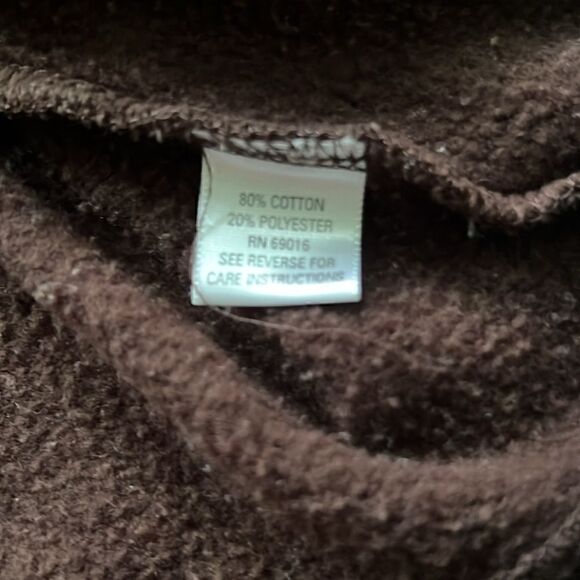 80% COTTON
20% POLYESTER
RN 69016
SEE REVERSE FOR
CARE INSTRUCTIONS